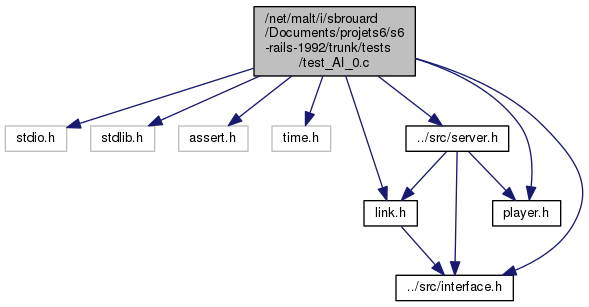 /net/malt/i/sbrouard
/Documents/projets6/s6
-rails-1992/trunk/tests
/test_AI_0.c
stdio.h
stdlib.h
assert.h
time.h
../src/server.h
link.h
player.h
../src/interface.h